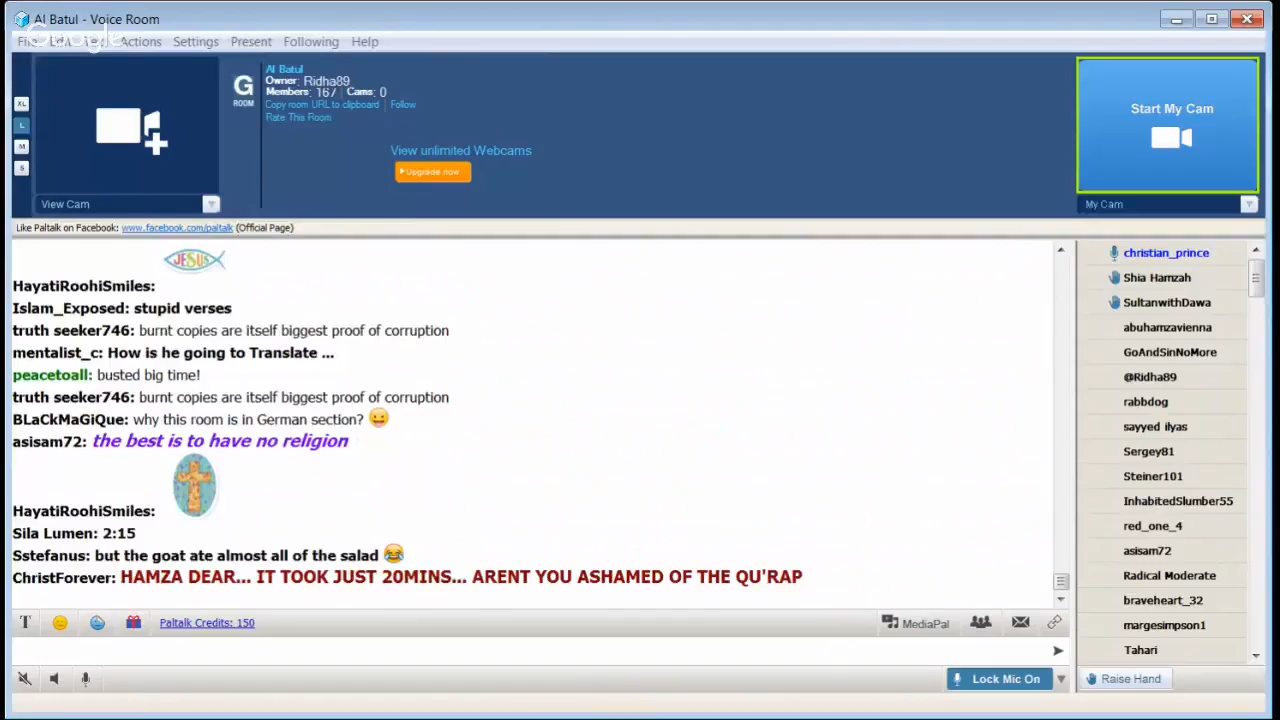 Al Batul - Voice Room
Google
File Edit View Actions Settings Present Following Help
XL
L
M
S
View Cam
G
ROOM
Al Batul
Owner: Ridha89
Members: 167 Cams: 0
Copy room URL to clipboard Follow
Rate This Room
View unlimited Webcams
Upgrade now
Start My Cam
My Cam
Like Paltalk on Facebook: www.facebook.com/paltalk (Official Page)
JESUS
HayatiRoohiSmiles:
Islam_Exposed: stupid verses
truth seeker746: burnt copies are itself biggest proof of corruption
mentalist_c: How is he going to Translate ...
peacetoall: busted big time!
truth seeker746: burnt copies are itself biggest proof of corruption
BLaCkMaGiQue: why this room is in German section? 😀
asisam72: the best is to have no religion
HayatiRoohiSmiles:
Sila Lumen: 2:15
Sstefanus: but the goat ate almost all of the salad 😂
ChristForever: HAMZA DEAR... IT TOOK JUST 20MINS... ARENT YOU ASHAMED OF THE QU'RAP
T
Paltalk Credits: 150
MediaPal
Lock Mic On
christian_prince
Shia Hamzah
SultanwithDawa
abuhamzavienna
GoAndSinNoMore
@Ridha89
rabbdog
sayyed ilyas
Sergey81
Steiner101
InhabitedSlumber55
red_one_4
asisam72
Radical Moderate
braveheart_32
margesimpson1
Tahari
Raise Hand